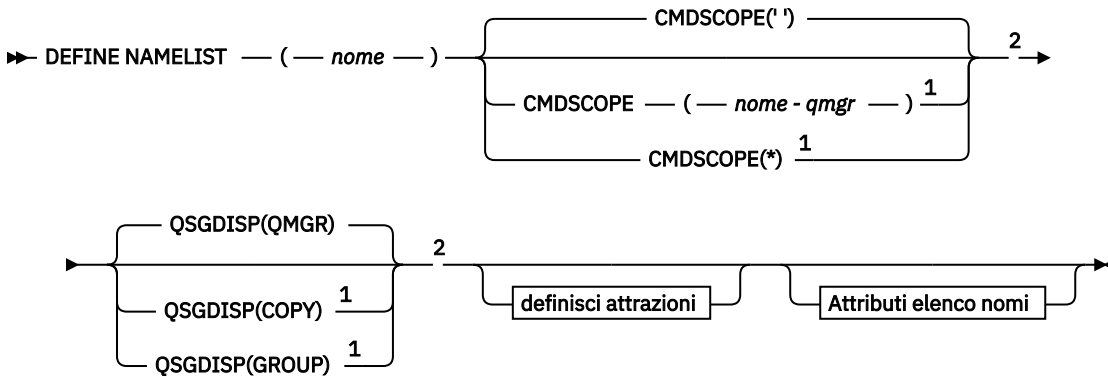 CMDSCOPE(' ')
DEFINE NAMELIST ( nome ) 2
CMDSCOPE ( nome - qmgr ) 1
CMDSCOPE(*) 1
QSGDISP(QMGR)
2
QSGDISP(COPY) 1
definisci attrazioni
Attributi elenco nomi
QSGDISP(GROUP) 1